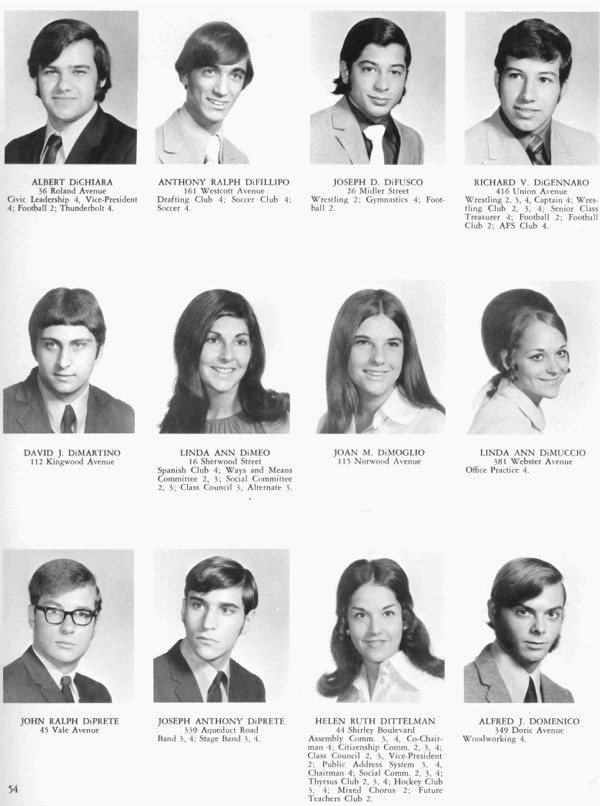 ALBERT DiCHIARA
36 Roland Avenue
Civic Leadership 4, Vice-President
4; Football 2; Thunderbolt 4.
ANTHONY RALPH DiFILLIPO
161 Westcott Avenue
Drafting Club 4; Soccer Club 4;
Soccer 4.
JOSEPH D. DiFUSCO
26 Midler Street
Wrestling 2; Gymnastics 4; Foot-
ball 2.
RICHARD V. DiGENNARO
416 Union Avenue
Wrestling 2, 3, 4, Captain 4; Wres-
tling Club 2, 3, 4; Senior Class
Treasurer 4; Football 2; Football
Club 2; AFS Club 4.
DAVID J. DiMARTINO
112 Kingwood Avenue
LINDA ANN DiMEO
16 Sherwood Street
Spanish Club 4; Ways and Means
Committee 2, 3; Social Committee
2, 3; Class Council 3, Alternate 3.
JOAN M. DiMOGLIO
115 Norwood Avenue
LINDA ANN DiMUCCIO
381 Webster Avenue
Office Practice 4.
JOHN RALPH DiPRETE
45 Vale Avenue
JOSEPH ANTHONY DiPRETE
339 Aqueduct Road
Band 3, 4; Stage Band 3, 4.
HELEN RUTH DITTELMAN
44 Shirley Boulevard
Assembly Comm. 3, 4, Co-Chair-
man 4; Citizenship Comm. 2, 3, 4;
Class Council 2, 3, Vice-President
2; Public Address System 3, 4,
Chairman 4; Social Comm. 2, 3, 4;
Thyrsus Club 2, 3, 4; Hockey Club
3, 4; Mixed Chorus 2; Future
Teachers Club 2.
ALFRED J. DOMENICO
349 Doric Avenue
Woodworking 4.
54